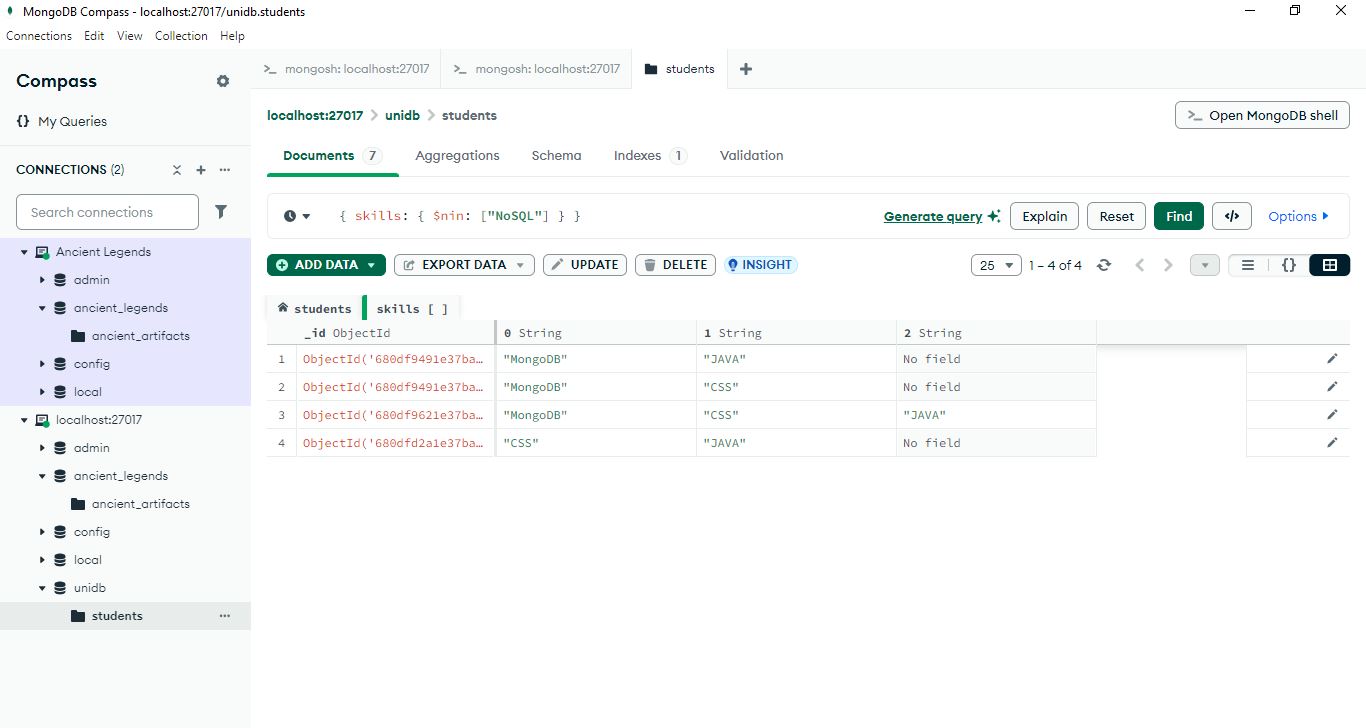 MongoDB Compass - localhost:27017/unidb.students
Connections Edit View Collection Help
Compass
{} My Queries
CONNECTIONS (2)
Search connections
Ancient Legends
admin
ancient_legends
ancient_artifacts
config
local
localhost:27017
admin
ancient_legends
ancient_artifacts
config
local
unidb
students
>_ mongosh: localhost:27017 >_ mongosh: localhost:27017 students
localhost:27017 > unidb > students
>_ Open MongoDB shell
Documents 7 Aggregations Schema Indexes 1 Validation
{ skills: { $nin: ["NoSQL"] } }
Generate query Explain Reset Find </> Options
ADD DATA EXPORT DATA UPDATE DELETE INSIGHT
25 1 – 4 of 4 {}
students skills [ ]
_id ObjectId 0 String 1 String 2 String
1 ObjectId('680df9491e37ba… "MongoDB" "JAVA" No field
2 ObjectId('680df9491e37ba… "MongoDB" "CSS" No field
3 ObjectId('680df9621e37ba… "MongoDB" "CSS" "JAVA"
4 ObjectId('680dfd2a1e37ba… "CSS" "JAVA" No field